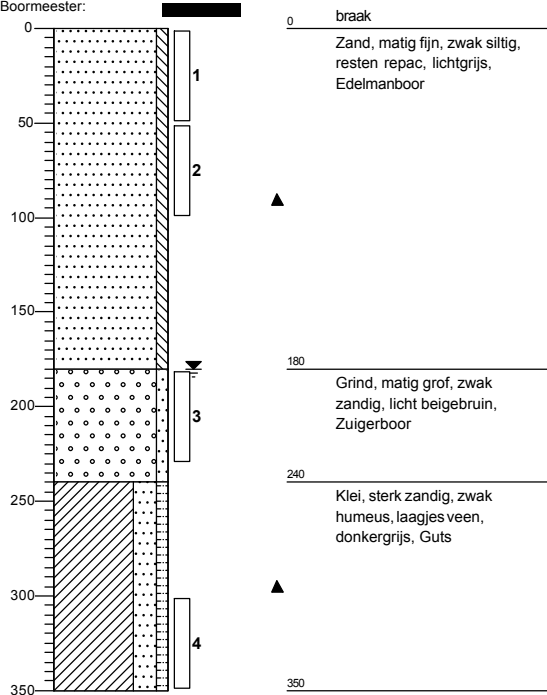 Boormeester:
0
50
100
150
200
250
300
350
1
2
3
4
0
braak
Zand, matig fijn, zwak siltig,
resten repac, lichtgrijs,
Edelmanboor
180
Grind, matig grof, zwak
zandig, licht beigebruin,
Zuigerboor
240
Klei, sterk zandig, zwak
humeus, laagjes veen,
donkergrijs, Guts
350